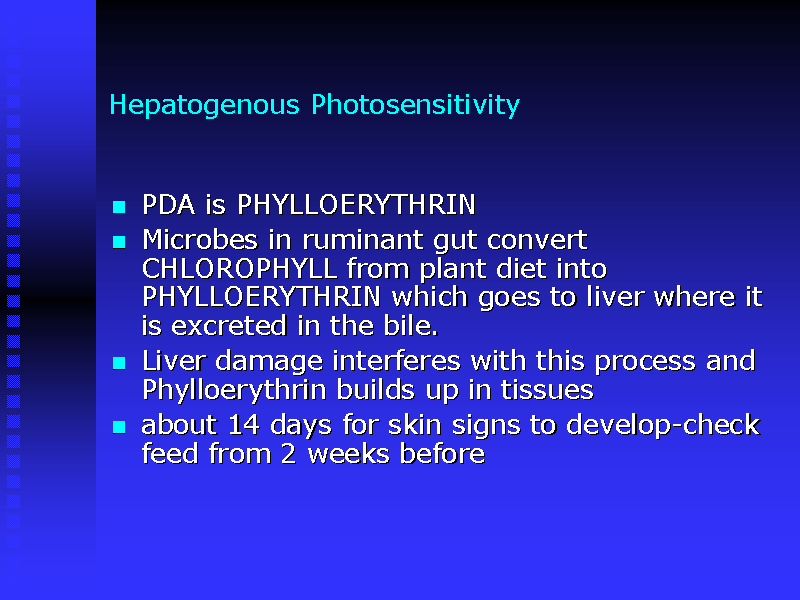 Hepatogenous Photosensitivity
PDA is PHYLLOERYTHRIN
Microbes in ruminant gut convert
CHLOROPHYLL from plant diet into
PHYLLOERYTHRIN which goes to liver where it
is excreted in the bile.
Liver damage interferes with this process and
Phylloerythrin builds up in tissues
about 14 days for skin signs to develop-check
feed from 2 weeks before